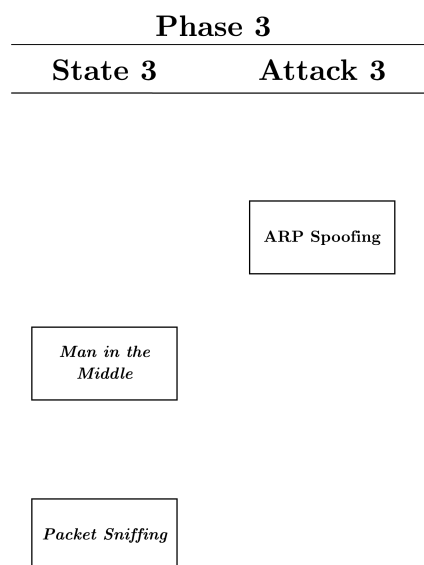 Phase 3
State 3 Attack 3
ARP Spoofing
Man in the
Middle
Packet Sniffing